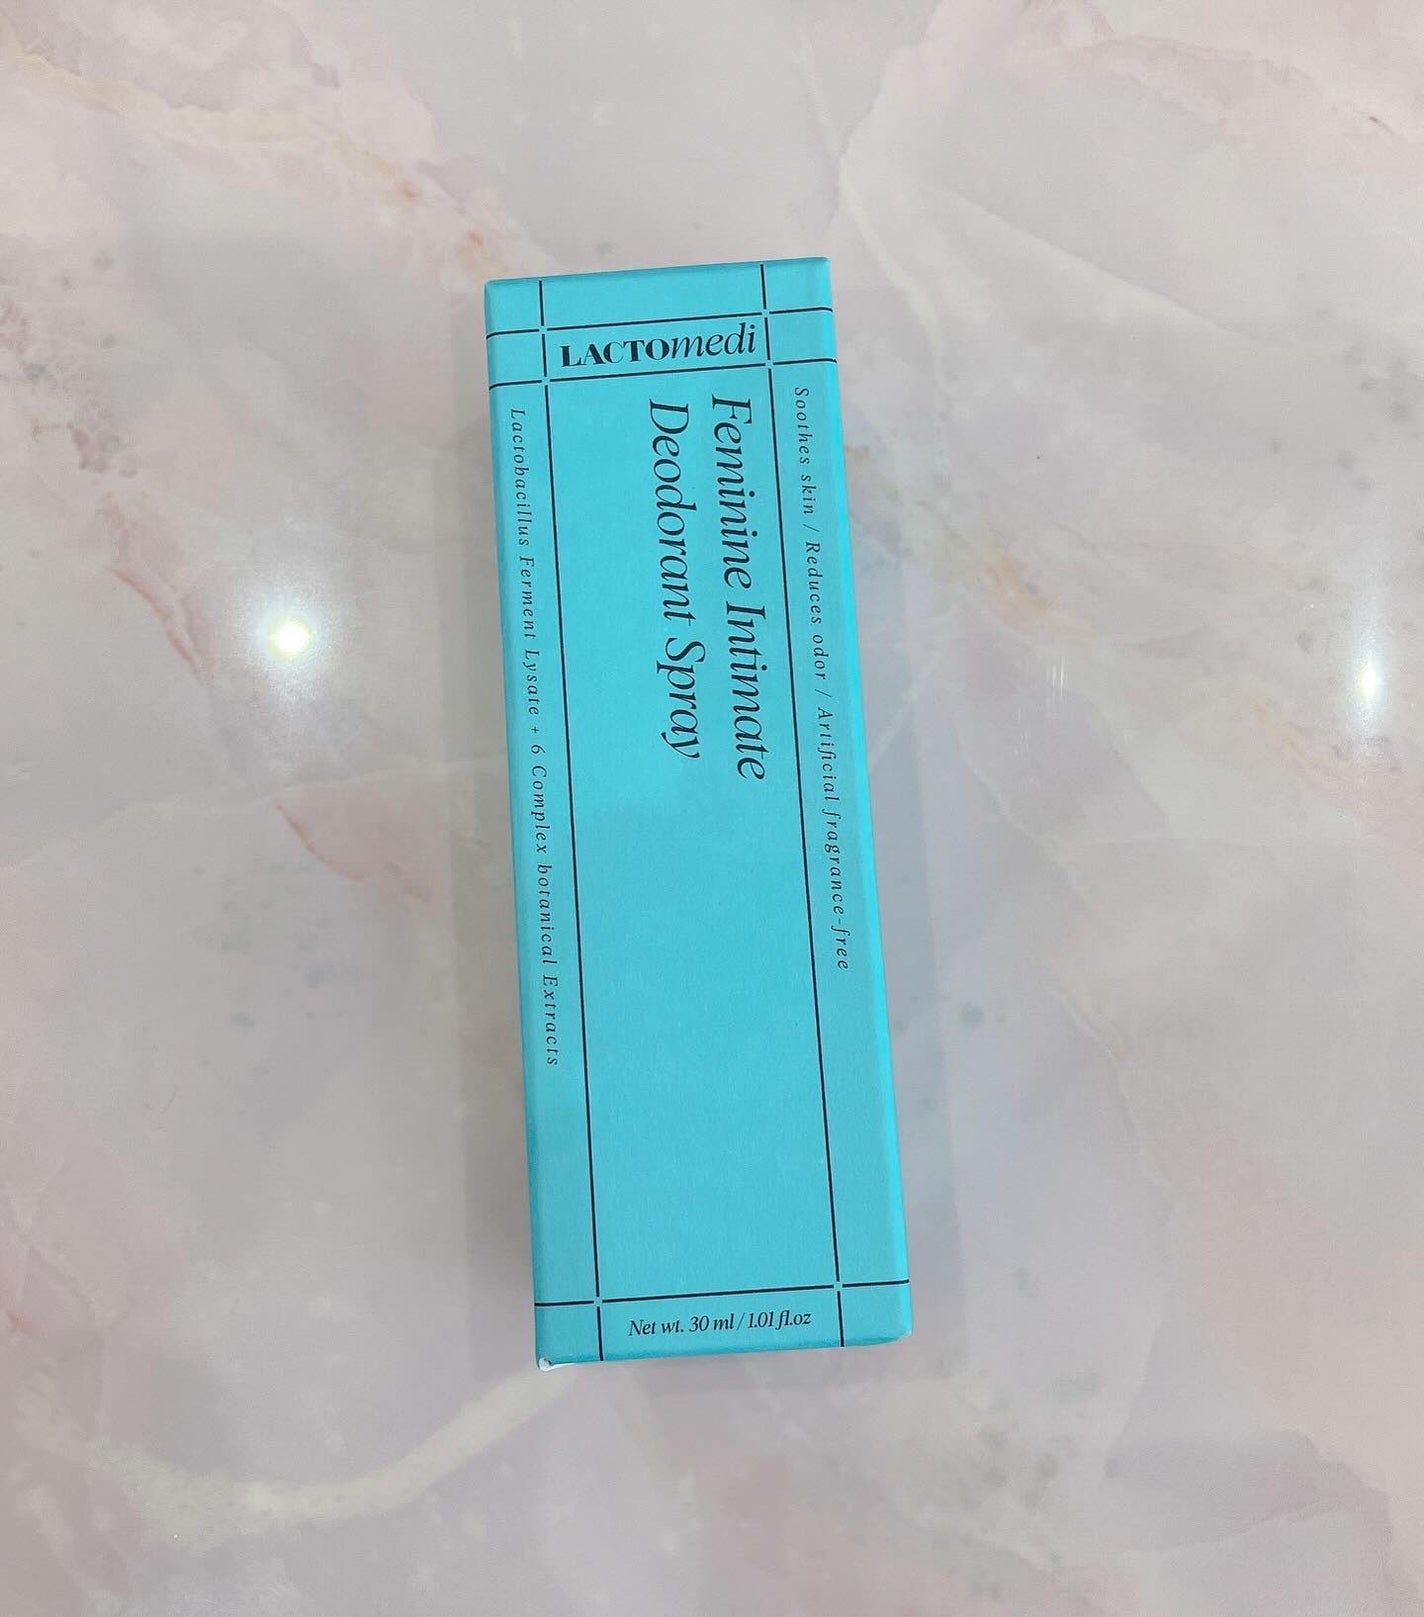 LACTOmedi
Feminine Intimate
Deodorant Spray
Soothes skin / Reduces odor / Artificial fragrance-free
Lactobacillus Ferment Lysate + 6 Complex botanical Extracts
Net wt. 30 ml / 1.01 fl.oz